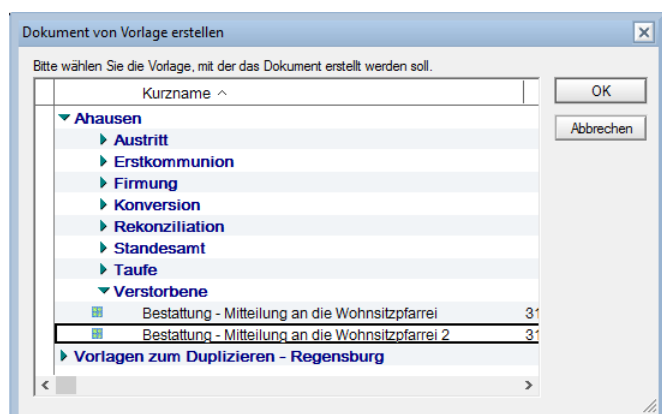 Dokument von Vorlage erstellen
Bitte wählen Sie die Vorlage, mit der das Dokument erstellt werden soll.
Kurzname
OK
Abbrechen
Ahausen
Austritt
Erstkommunion
Firmung
Konversion
Rekonziliation
Standesamt
Taufe
Verstorbene
Bestattung - Mitteilung an die Wohnsitzpfarrei 31
Bestattung - Mitteilung an die Wohnsitzpfarrei 2 31
Vorlagen zum Duplizieren - Regensburg